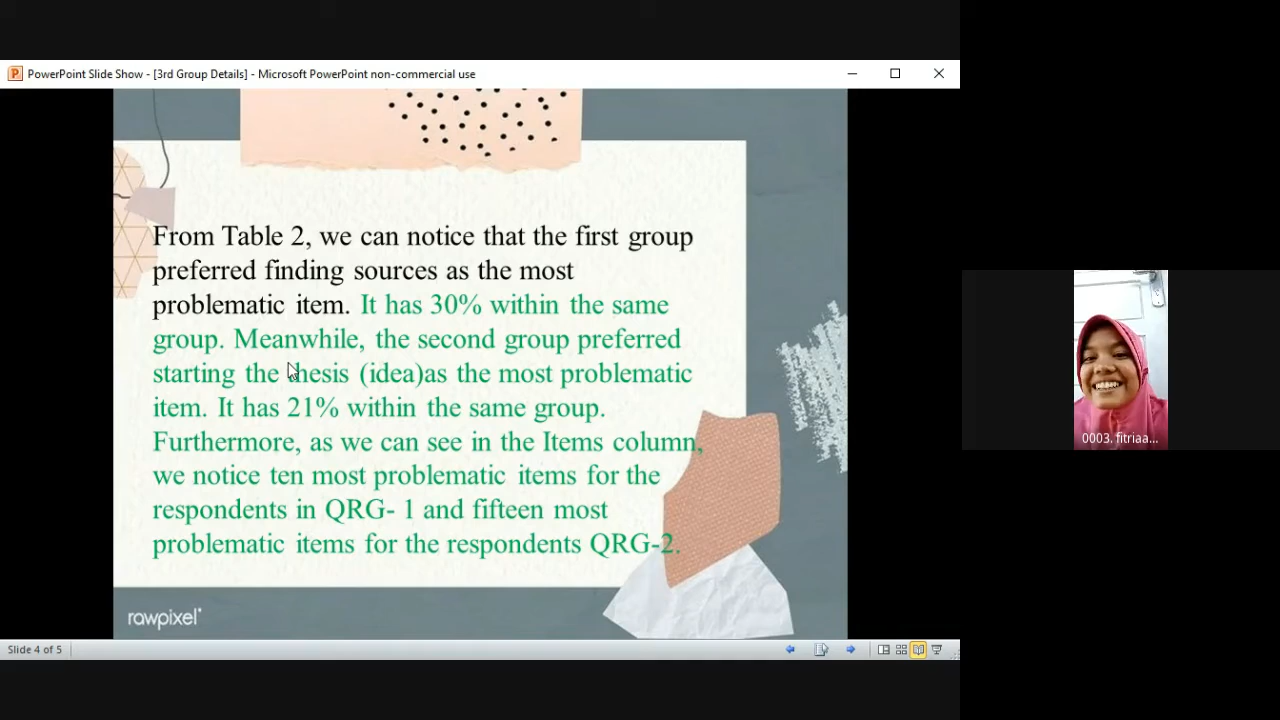 PowerPoint Slide Show - [3rd Group Details] - Microsoft PowerPoint non-commercial use
From Table 2, we can notice that the first group
preferred finding sources as the most
problematic item. It has 30% within the same
group. Meanwhile, the second group preferred
starting the thesis (idea)as the most problematic
item. It has 21% within the same group.
Furthermore, as we can see in the Items column,
we notice ten most problematic items for the
respondents in QRG- 1 and fifteen most
problematic items for the respondents QRG-2.
rawpixel
Slide 4 of 5
0003. fitriaa...